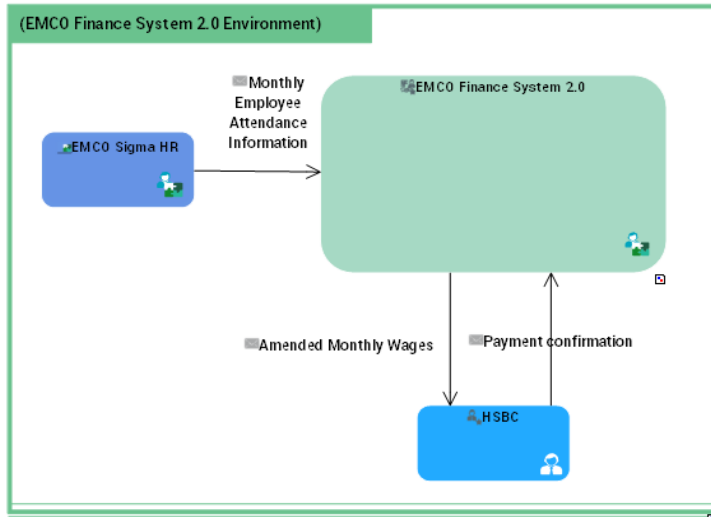 (EMCO Finance System 2.0 Environment)
Monthly
Employee
Attendance
Information
EMCO Finance System 2.0
EMCO Sigma HR
Amended Monthly Wages
Payment confirmation
HSBC